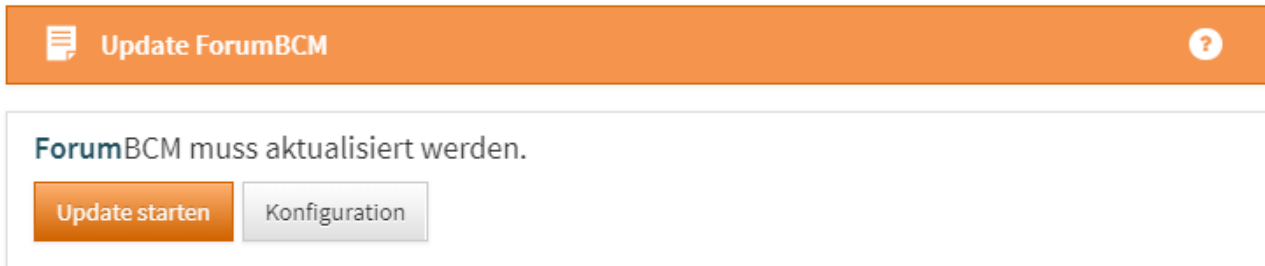 Update ForumBCM
?
ForumBCM muss aktualisiert werden.
Update starten
Konfiguration